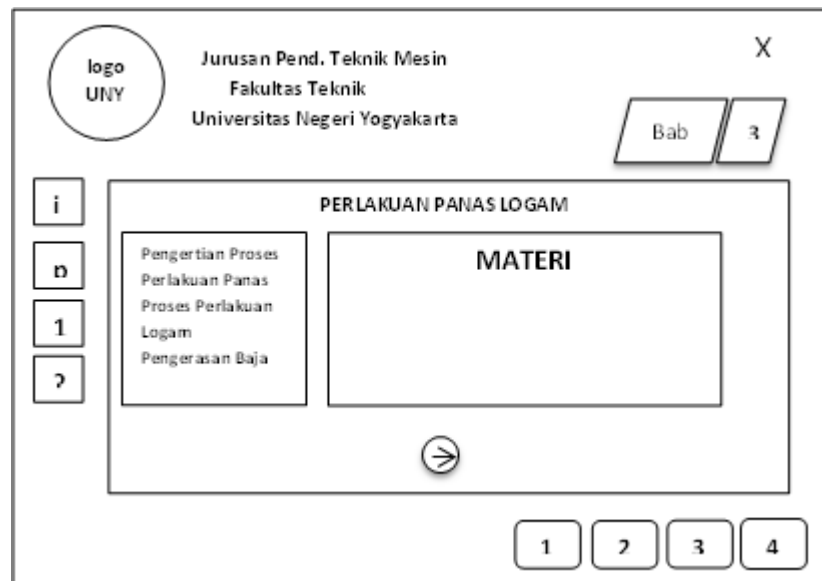 logo
UNY
Jurusan Pend. Teknik Mesin
Fakultas Teknik
Universitas Negeri Yogyakarta
X
Bab
3
i
p
1
?
PERLAKUAN PANAS LOGAM
Pengertian Proses
Perlakuan Panas
Proses Perlakuan
Logam
Pengerasan Baja
MATERI
1
2
3
4